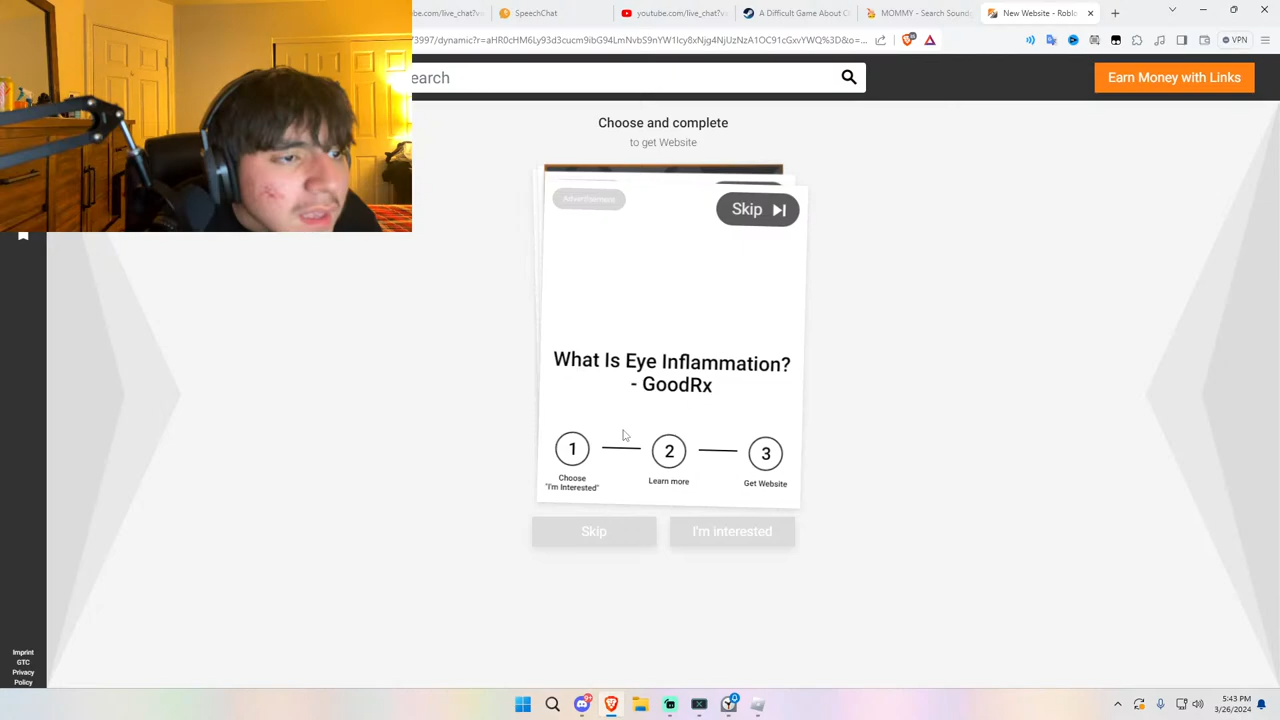 com/live_chat?v=
SpeechChat
youtube.com/live_chat?v=
A Difficult Game About Cl
MOMMY - Search Sound
New Website - Roblo
VPN
earch
Earn Money with Links
Choose and complete
to get Website
Advertisement
Skip
What Is Eye Inflammation?
- GoodRx
1
2
3
Choose
"I'm Interested"
Learn more
Get Website
Skip
I'm interested
Imprint
GTC
Privacy
Policy
5:43 PM
3/26/2024